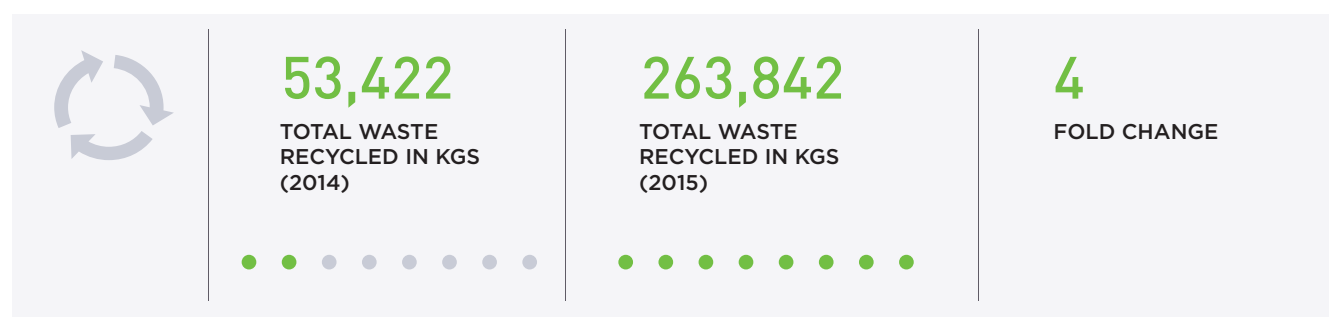 53,422
TOTAL WASTE
RECYCLED IN KGS
(2014)
263,842
TOTAL WASTE
RECYCLED IN KGS
(2015)
4
FOLD CHANGE